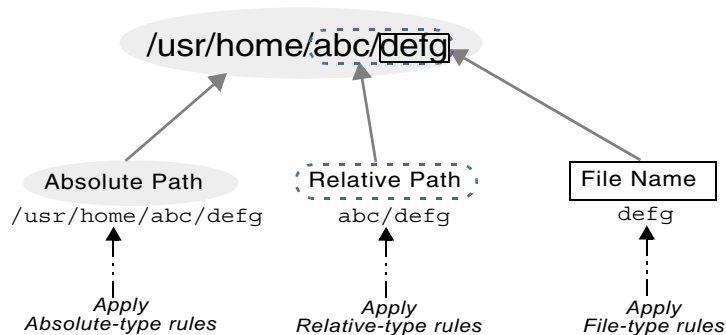 /usr/home/abc/defg
Absolute Path
Relative Path
File Name
/usr/home/abc/defg
abc/defg
defg
Apply
Absolute-type rules
Apply
Relative-type rules
Apply
File-type rules